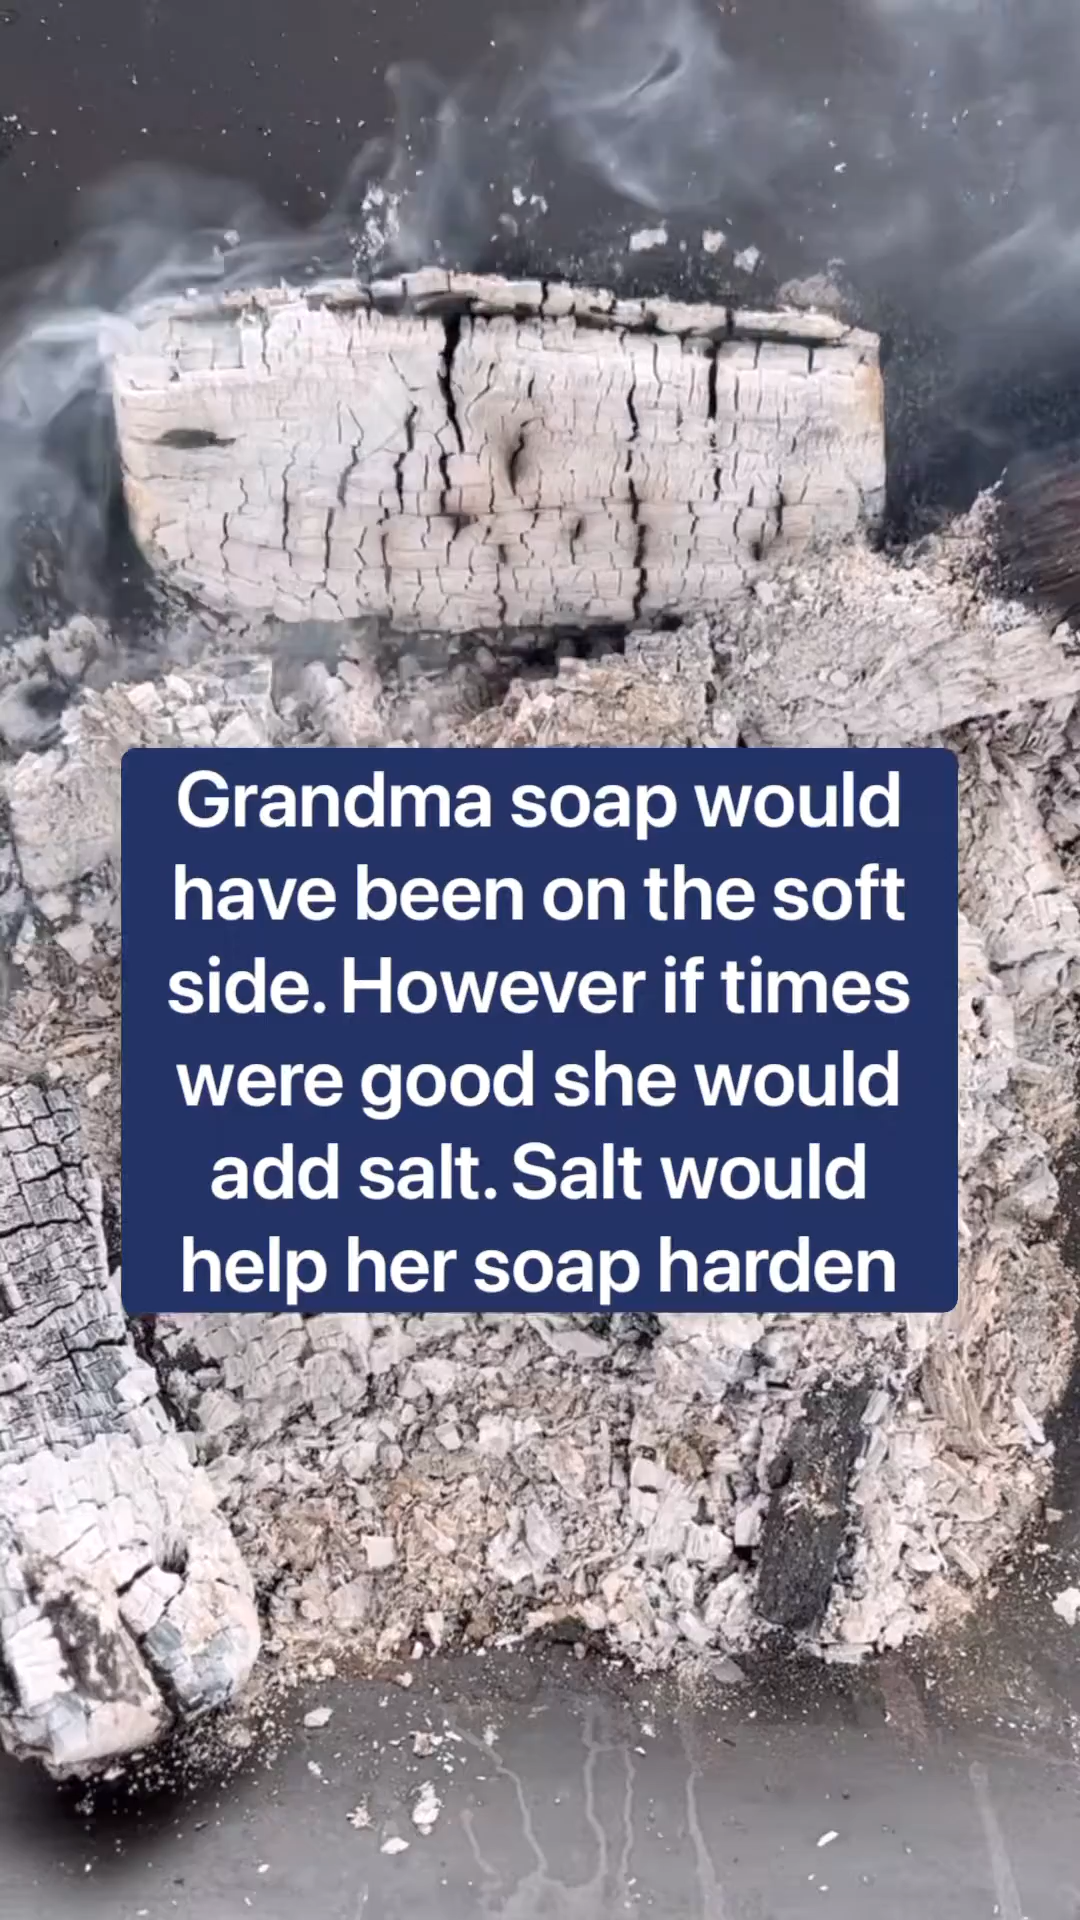 Grandma soap would
have been on the soft
side. However if times
were good she would
add salt. Salt would
help her soap harden